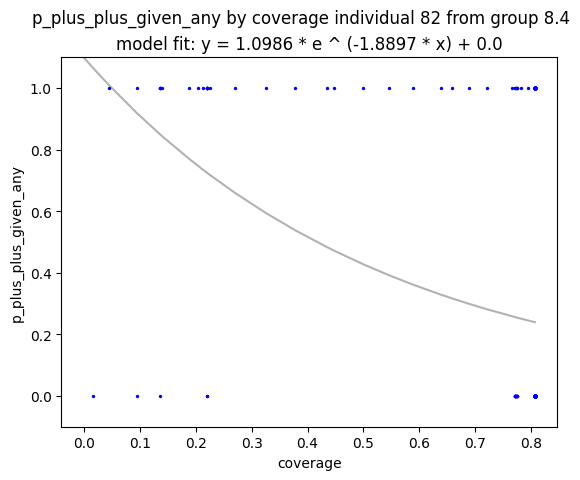 p_plus_plus_given_any by coverage individual 82 from group 8.4
model fit: y = 1.0986 * e ^ (-1.8897 * x) + 0.0
1.0
0.8
0.6
0.4
0.2
0.0
p_plus_plus_given_any
0.0 0.1 0.2 0.3 0.4 0.5 0.6 0.7 0.8
coverage